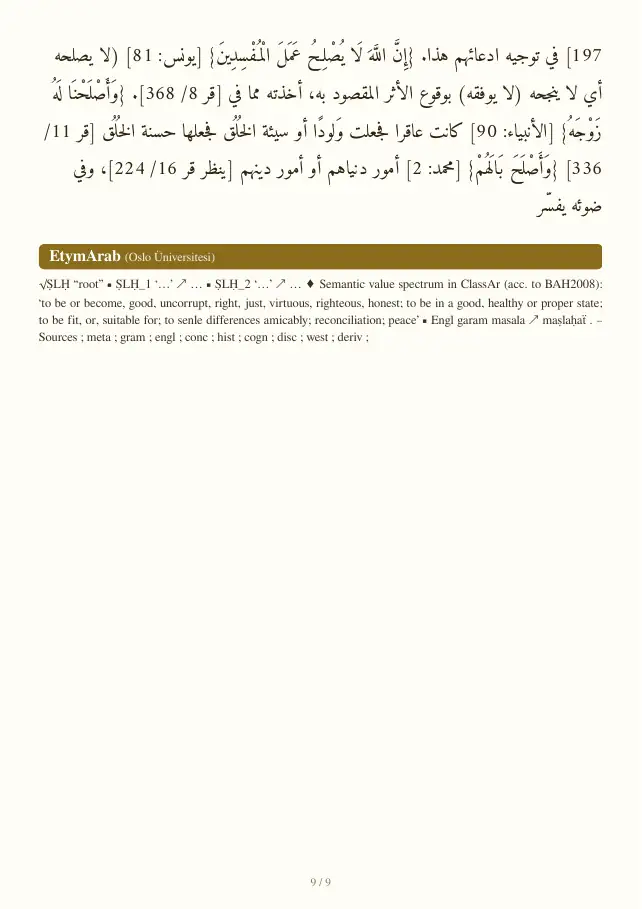 197] في توجيه ادعائهم هذا. {إِنَّ اللَّهَ لَا يُصْلِحُ عَمَلَ الْمُفْسِدِينَ} [يونس: 81] (لا يصلحه
أي لا ينجحه (لا يوفقه) بوقوع الأثر المقصود به، أخذته مما في [قر 8/ 368]. {وَأَصْلَحْنَا لَهُ
زَوْجَهُ} [الأنبياء: 90] كانت عاقرا فجعلت وَلودًا أو سيئة الخُلُق فجعلها حسنة الخُلُق [قر 11/
336] {وَأَصْلَحَ بَالَهُمْ} [محمد: 2] أمور دنياهم أو أمور دينهم [ينظر قر 16/ 224]، وفي
ضوئه يفسّر
EtymArab (Oslo Üniversitesi)
√ṢLḤ “root” ▪ ṢLḤ_1 ‘…’ ↗ … ▪ ṢLḤ_2 ‘…’ ↗ … ♦ Semantic value spectrum in ClassAr (acc. to BAH2008):
‘to be or become, good, uncorrupt, right, just, virtuous, righteous, honest; to be in a good, healthy or proper state;
to be fit, or, suitable for; to senle differences amicably; reconciliation; peace’ ▪ Engl garam masala ↗ maṣlaḥaẗ . –
Sources ; meta ; gram ; engl ; conc ; hist ; cogn ; disc ; west ; deriv ;
9 / 9